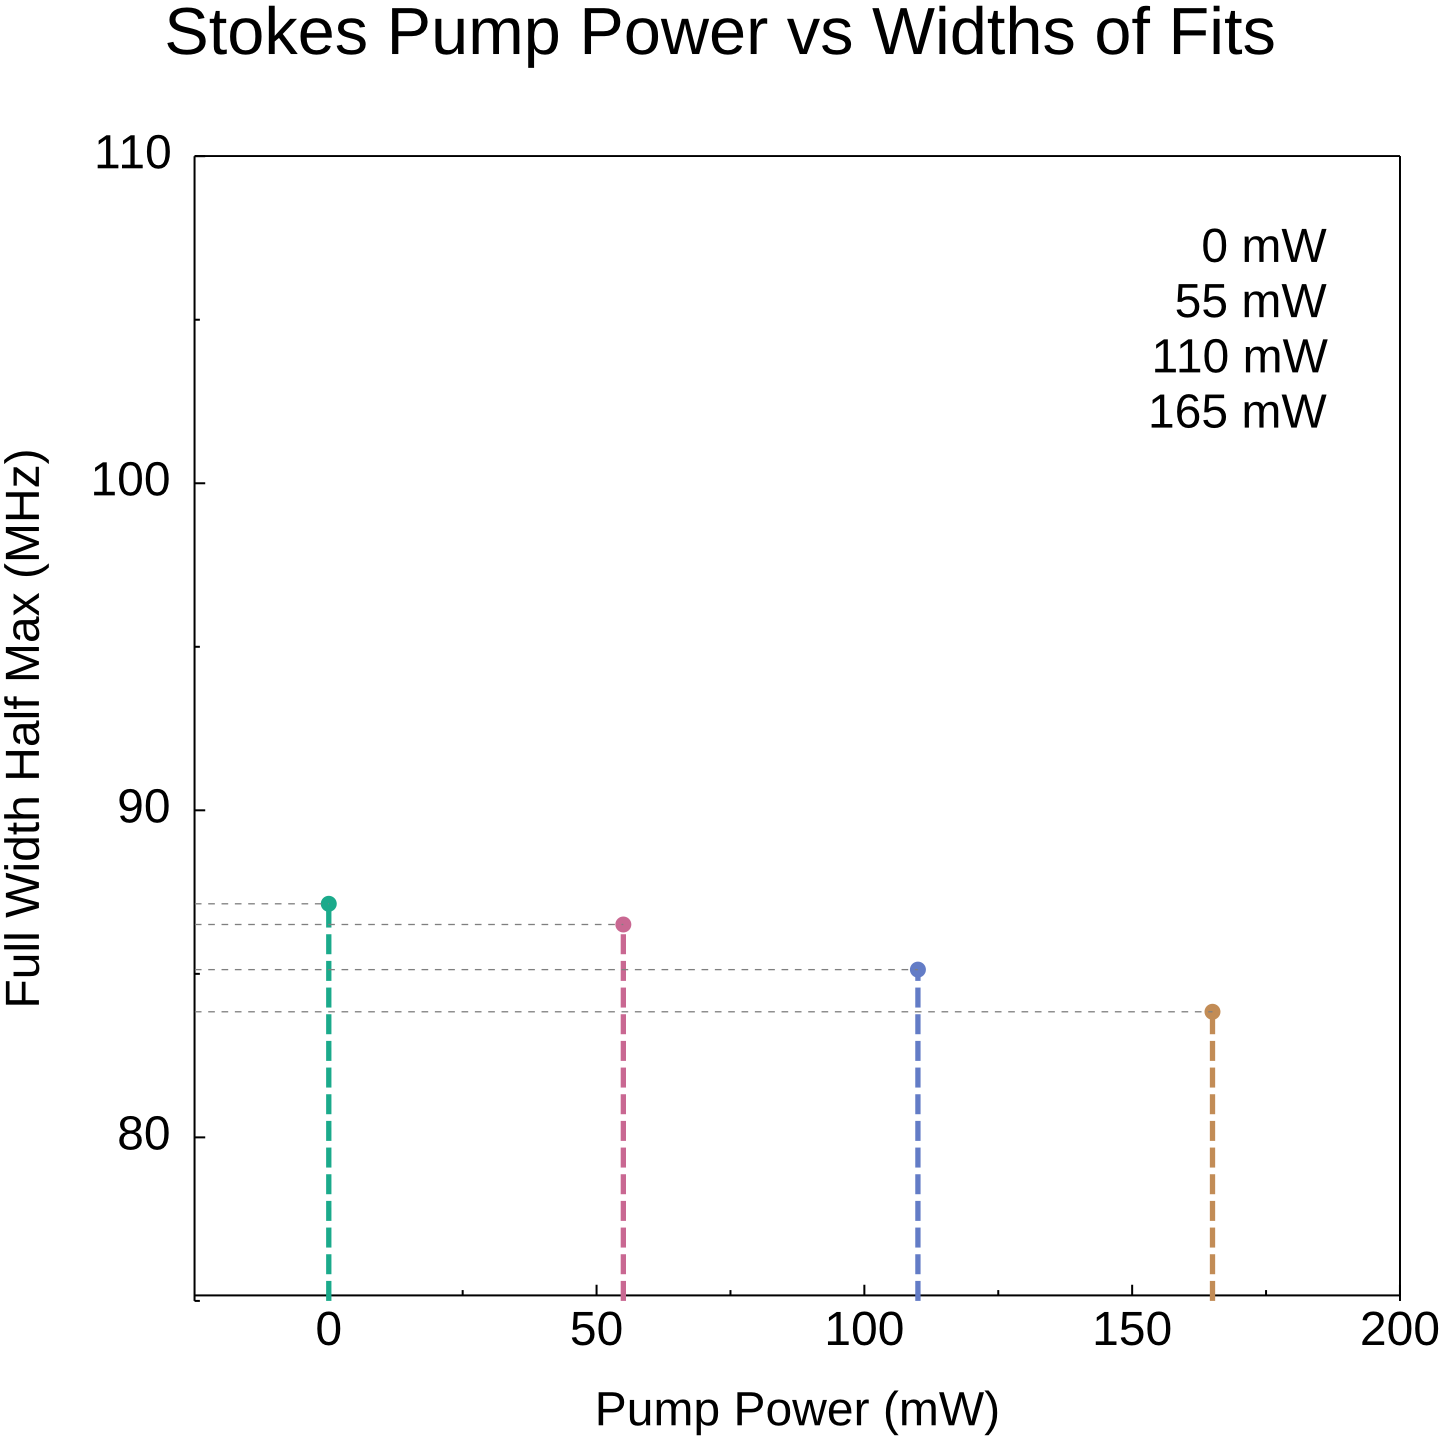 Stokes Pump Power vs Widths of Fits
110
0 mW
55 mW
110 mW
165 mW
100
Full Width Half Max (MHz)
90
80
0 50 100 150 200
Pump Power (mW)